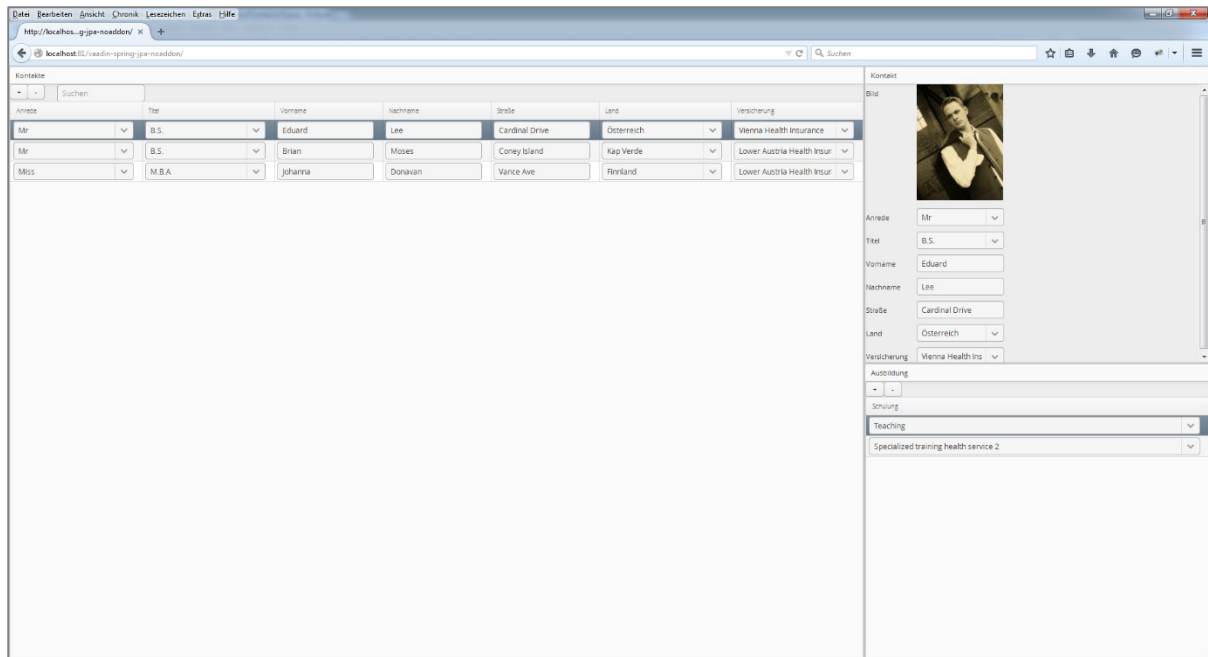 Datei Bearbeiten Ansicht Chronik Lesezeichen Extras Hilfe
http://localhos...g-jpa-noaddon/ × +
localhost:81/vaadin-spring-jpa-noaddon/ Suchen
Kontakte
+ - Suchen
Anrede Titel Vorname Nachname Straße Land Versicherung
Mr B.S. Eduard Lee Cardinal Drive Österreich Vienna Health Insurance
Mr B.S. Brian Moses Coney Island Kap Verde Lower Austria Health Insur
Miss M.B.A Johanna Donavan Vance Ave Finnland Lower Austria Health Insur
Kontakt
Bild
Anrede Mr
Titel B.S.
Vorname Eduard
Nachname Lee
Straße Cardinal Drive
Land Österreich
Versicherung Vienna Health Ins
Ausbildung
+ -
Schulung
Teaching
Specialized training health service 2